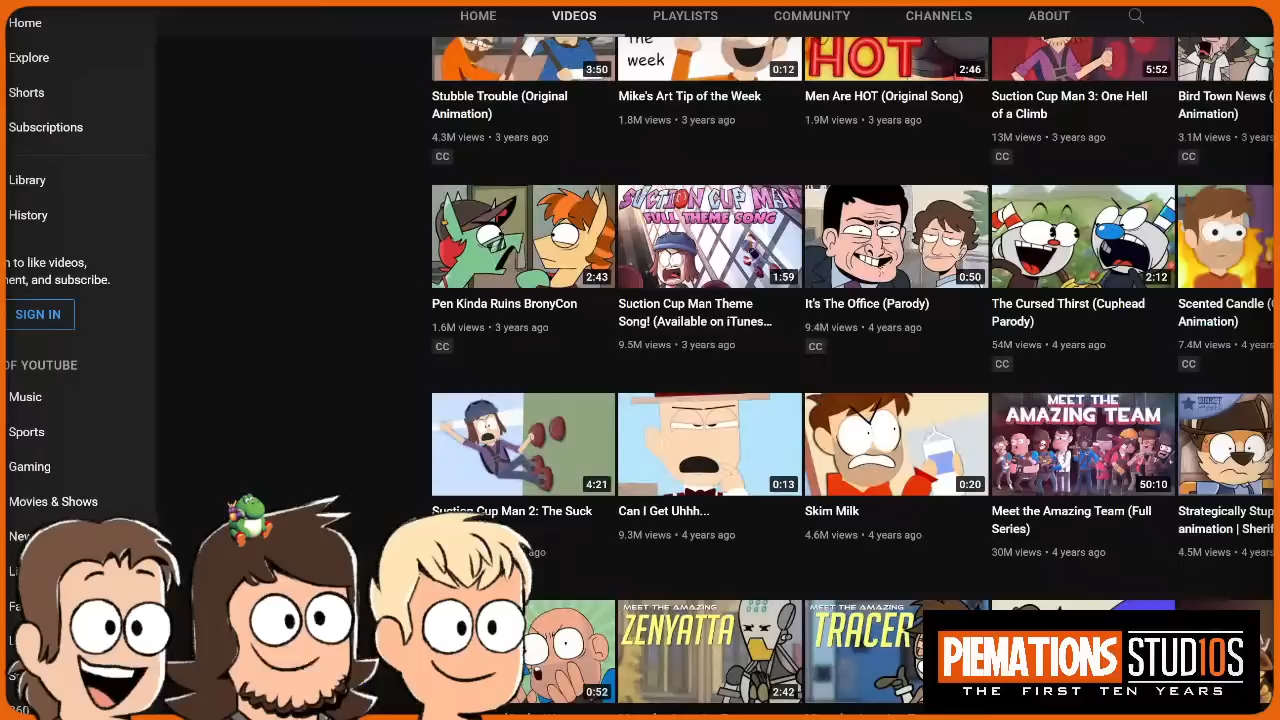 Home
HOME
VIDEOS
PLAYLISTS
COMMUNITY
CHANNELS
ABOUT
Explore
Shorts
Subscriptions
Library
History
to like videos,
and subscribe.
SIGN IN
OF YOUTUBE
Music
Sports
Gaming
Movies & Shows
The
week
HOT
3:50
0:12
2:46
5:52
Stubble Trouble (Original
Animation)
4.3M views • 3 years ago
CC
Mike's Art Tip of the Week
1.8M views • 3 years ago
Men Are HOT (Original Song)
1.9M views • 3 years ago
Suction Cup Man 3: One Hell
of a Climb
13M views • 3 years ago
CC
Bird Town News (
Animation)
3.1M views • 3 years
CC
SUCTION CUP MAN
FULL THEME SONG
2:43
1:59
0:50
2:12
Pen Kinda Ruins BronyCon
1.6M views • 3 years ago
CC
Suction Cup Man Theme
Song! (Available on iTunes...
9.5M views • 3 years ago
It's The Office (Parody)
9.4M views • 4 years ago
CC
The Cursed Thirst (Cuphead
Parody)
54M views • 4 years ago
CC
Scented Candle (
Animation)
7.4M views • 4 years
CC
MEET THE
AMAZING TEAM
4:21
0:13
0:20
50:10
Suction Cup Man 2: The Suck
ago
Can I Get Uhhh...
9.3M views • 4 years ago
Skim Milk
4.6M views • 4 years ago
Meet the Amazing Team (Full
Series)
30M views • 4 years ago
Strategically Stup
animation | Sherif
4.5M views • 4 years
0:52
MEET THE AMAZING
ZENYATTA
2:42
MEET THE AMAZING
TRACER
PIEMATIONS STUD10S
THE FIRST TEN YEARS